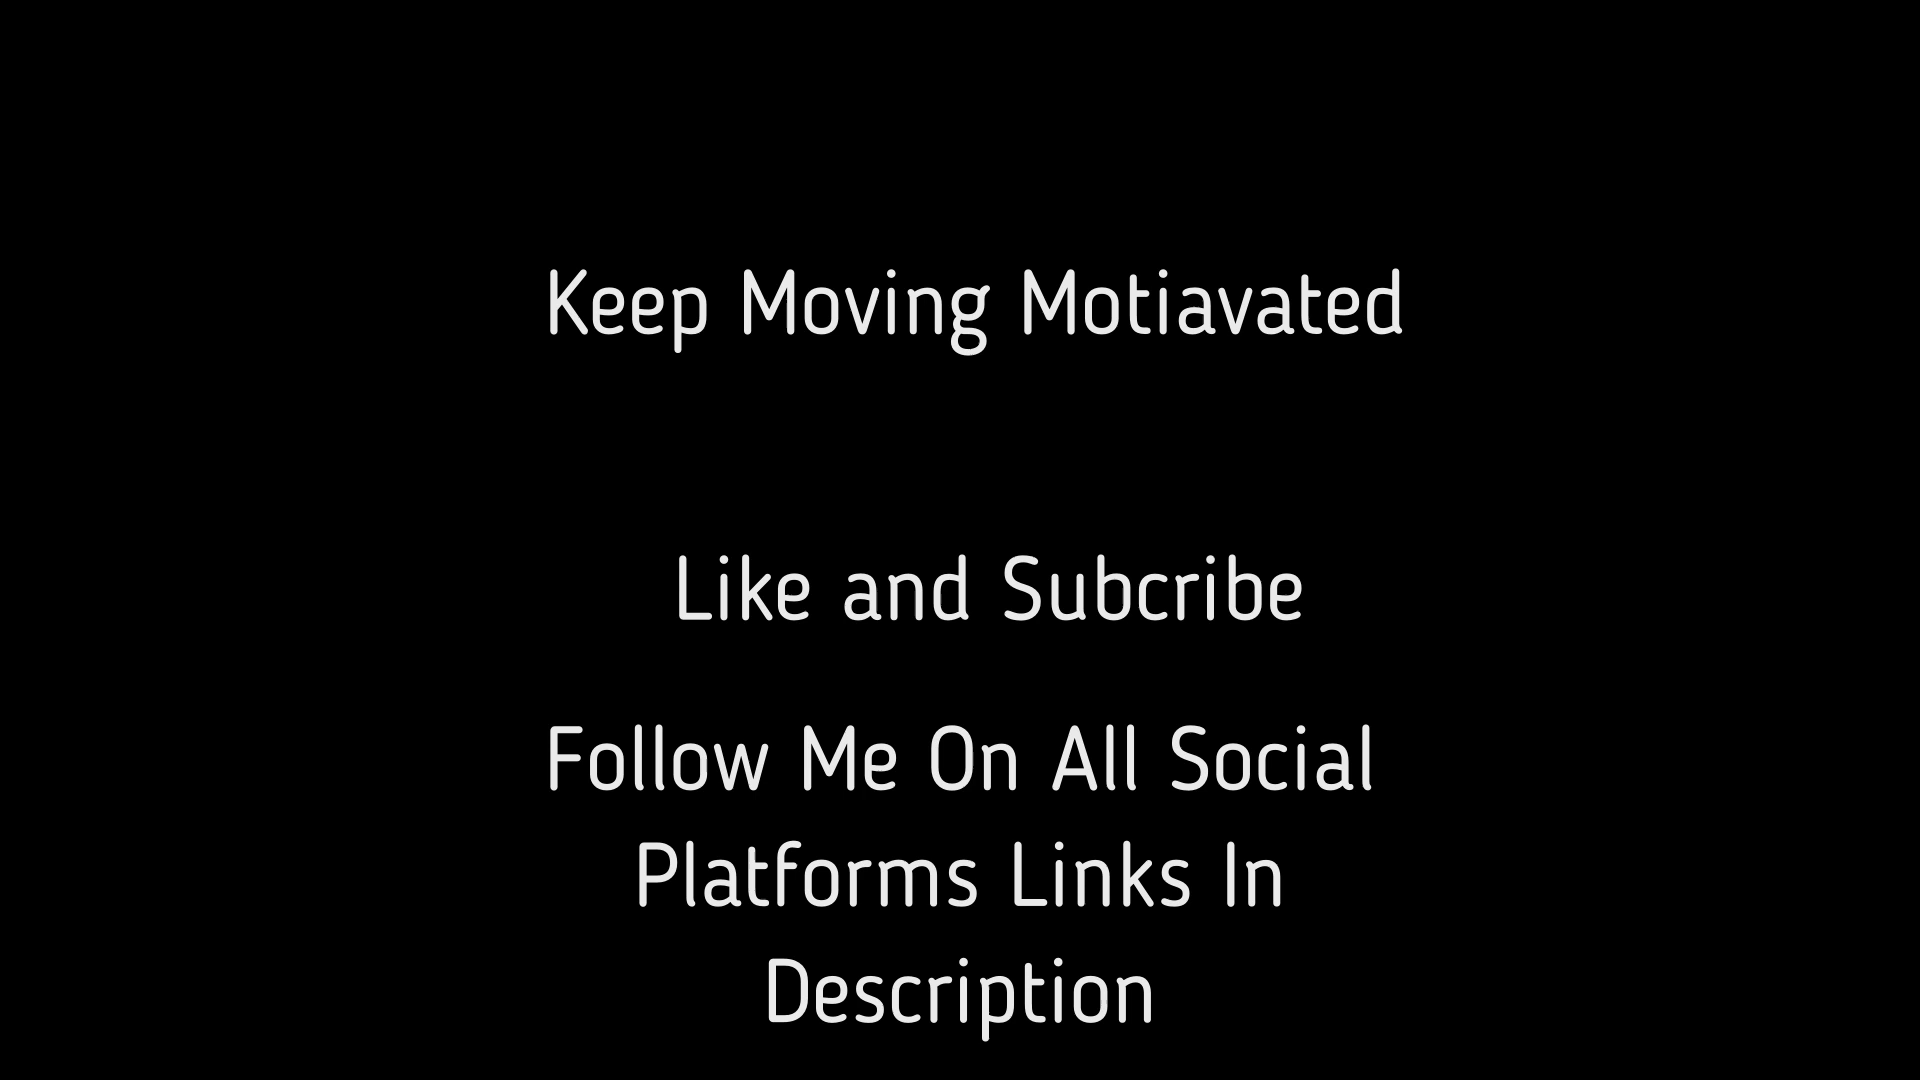 Keep Moving Motiavated
Like and Subcribe
Follow Me On All Social
Platforms Links In
Description